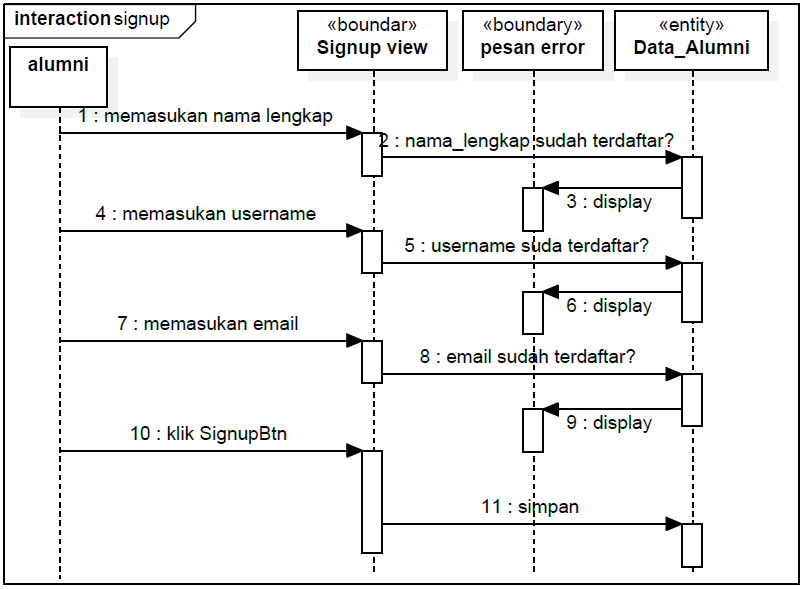 interaction signup
«boundar»
«boundary»
«entity»
Signup view
pesan error
Data_Alumni
alumni
1 : memasukan nama lengkap
2 : nama_lengkap sudah terdaftar?
3 : display
4 : memasukan username
5 : username suda terdaftar?
6 : display
7 : memasukan email
8 : email sudah terdaftar?
9 : display
10 : klik SignupBtn
11 : simpan